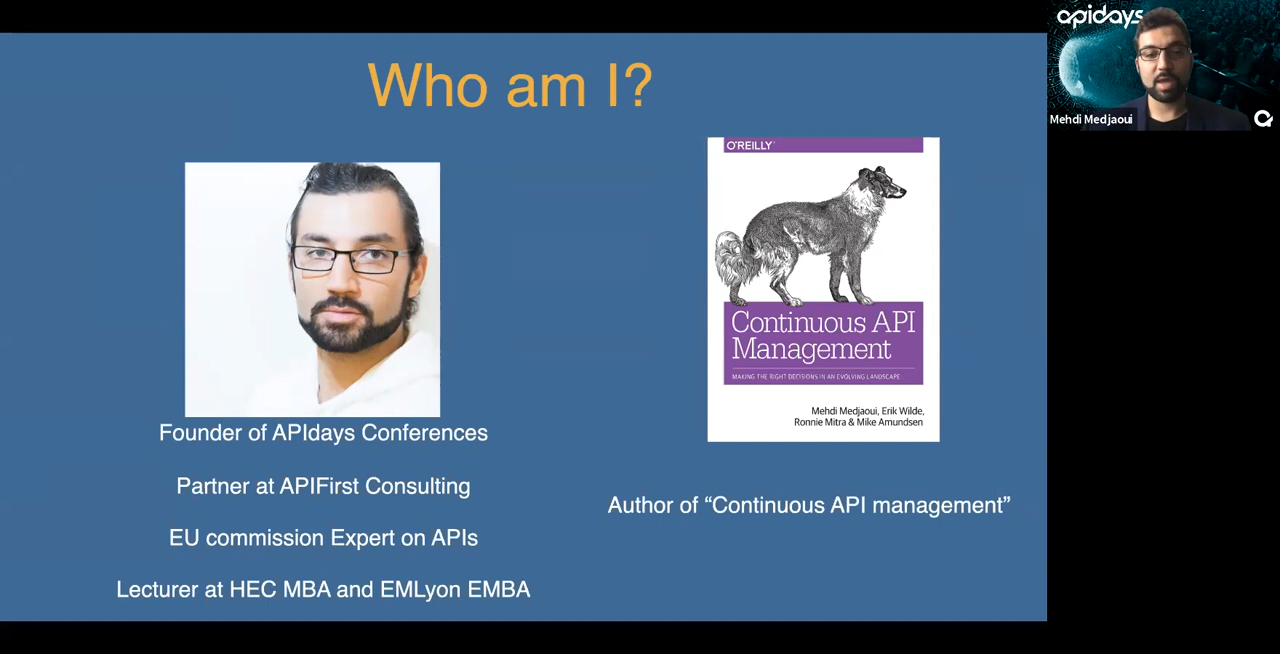 Who am I?
Founder of APIdays Conferences
Partner at APIFirst Consulting
EU commission Expert on APIs
Lecturer at HEC MBA and EMLyon EMBA
O'REILLY
Continuous API
Management
MAKING THE RIGHT DECISIONS IN AN EVOLVING LANDSCAPE
Mehdi Medjaoui, Erik Wilde,
Ronnie Mitra & Mike Amundsen
Author of “Continuous API management”
apidays
Mehdi Medjaoui